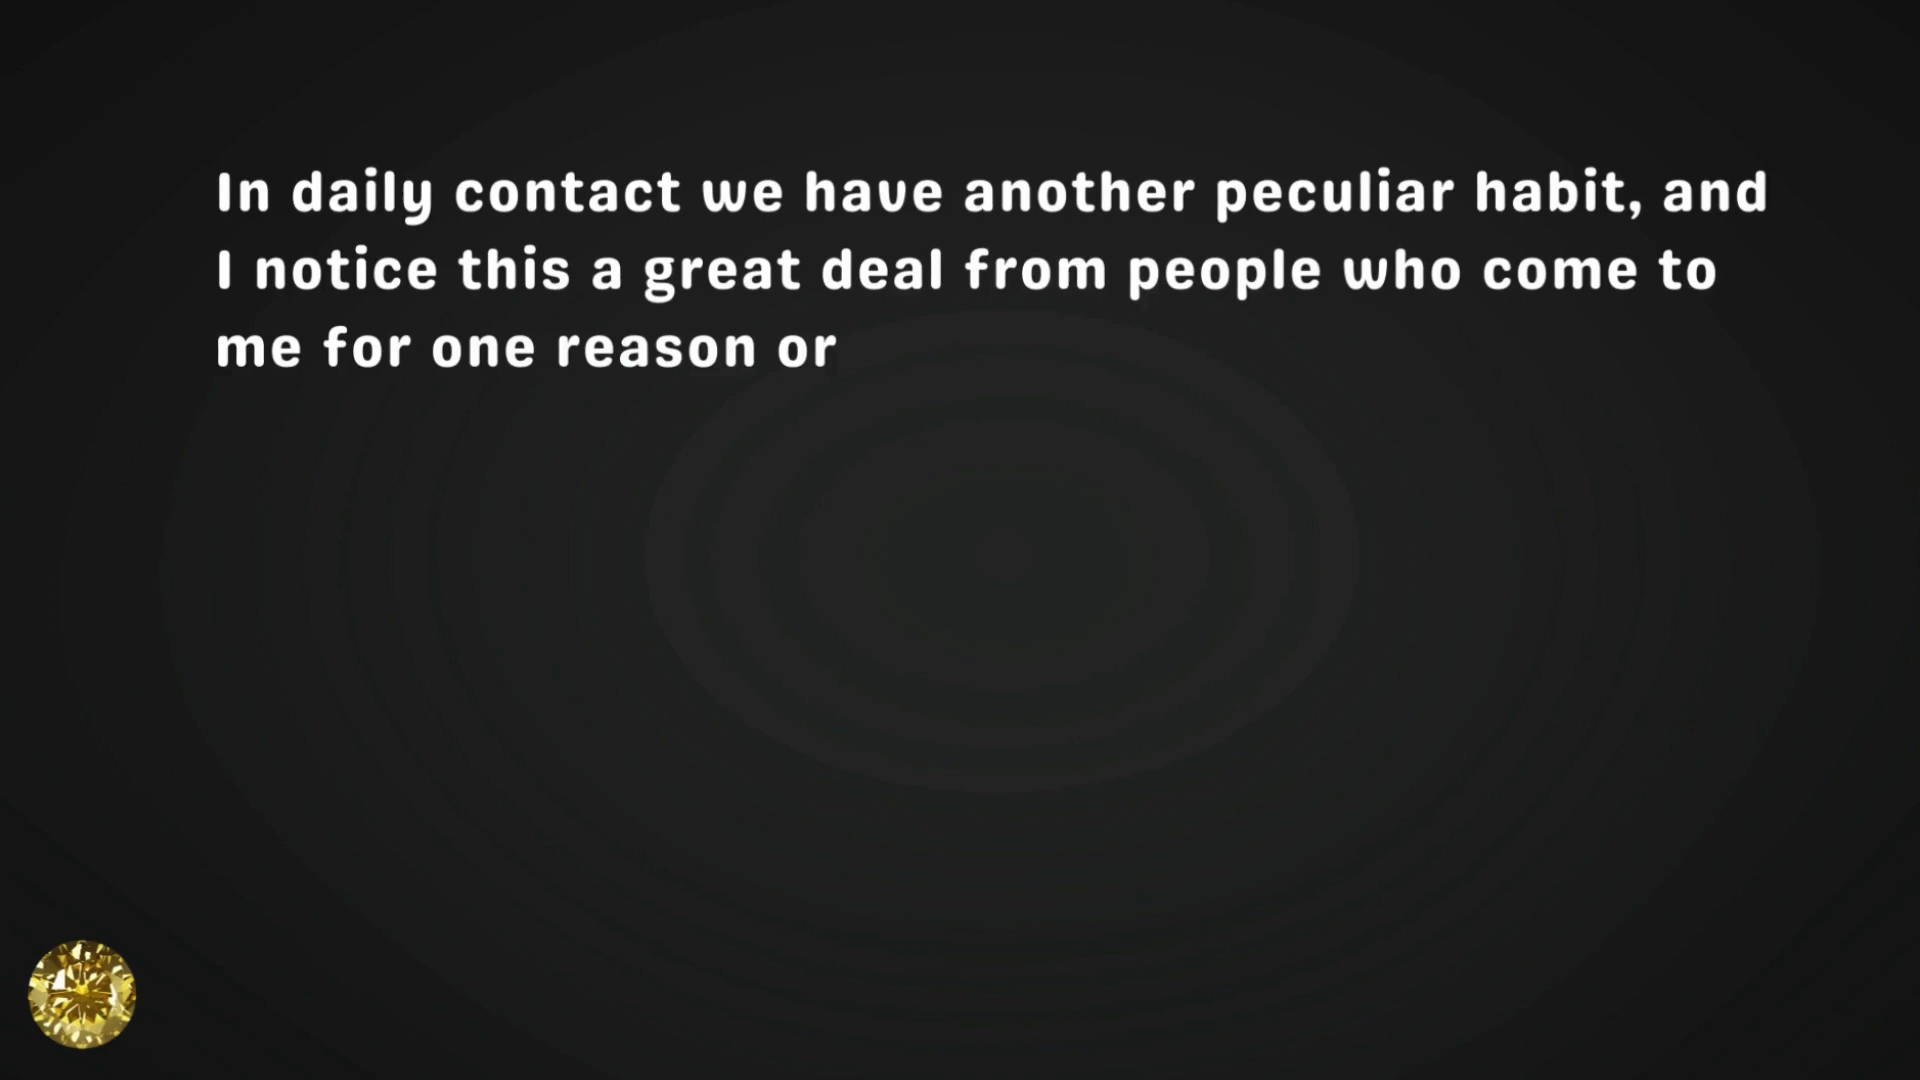 In daily contact we have another peculiar habit, and
I notice this a great deal from people who come to
me for one reason or